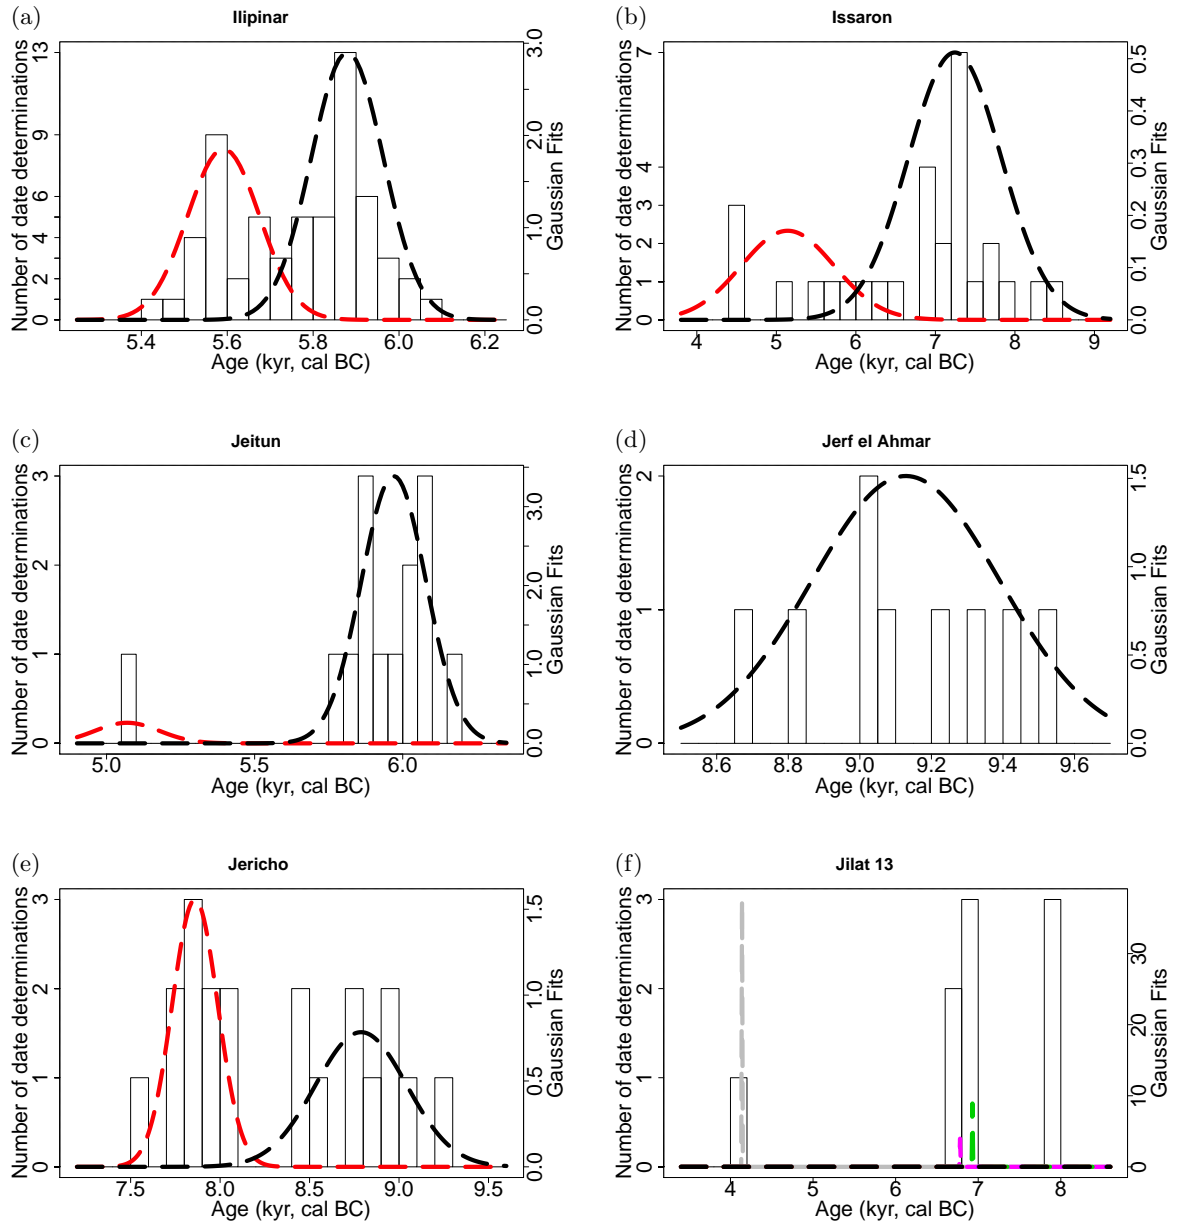 (a) Ilipinar
Number of date determinations
0 2 4 6 9 13
0.0 1.0 2.0 3.0
Gaussian Fits
5.4 5.6 5.8 6.0 6.2
Age (kyr, cal BC)
(b) Issaron
Number of date determinations
0 1 2 3 4 7
0.0 0.1 0.2 0.3 0.4 0.5
Gaussian Fits
4 5 6 7 8 9
Age (kyr, cal BC)
(c) Jeitun
Number of date determinations
0 1 2 3
0.0 1.0 2.0 3.0
Gaussian Fits
5.0 5.5 6.0
Age (kyr, cal BC)
(d) Jerf el Ahmar
Number of date determinations
0 1 2
0.0 0.5 1.0 1.5
Gaussian Fits
8.6 8.8 9.0 9.2 9.4 9.6
Age (kyr, cal BC)
(e) Jericho
Number of date determinations
0 1 2 3
0.0 0.5 1.0 1.5
Gaussian Fits
7.5 8.0 8.5 9.0 9.5
Age (kyr, cal BC)
(f) Jilat 13
Number of date determinations
0 1 2 3
0 10 20 30
Gaussian Fits
4 5 6 7 8
Age (kyr, cal BC)